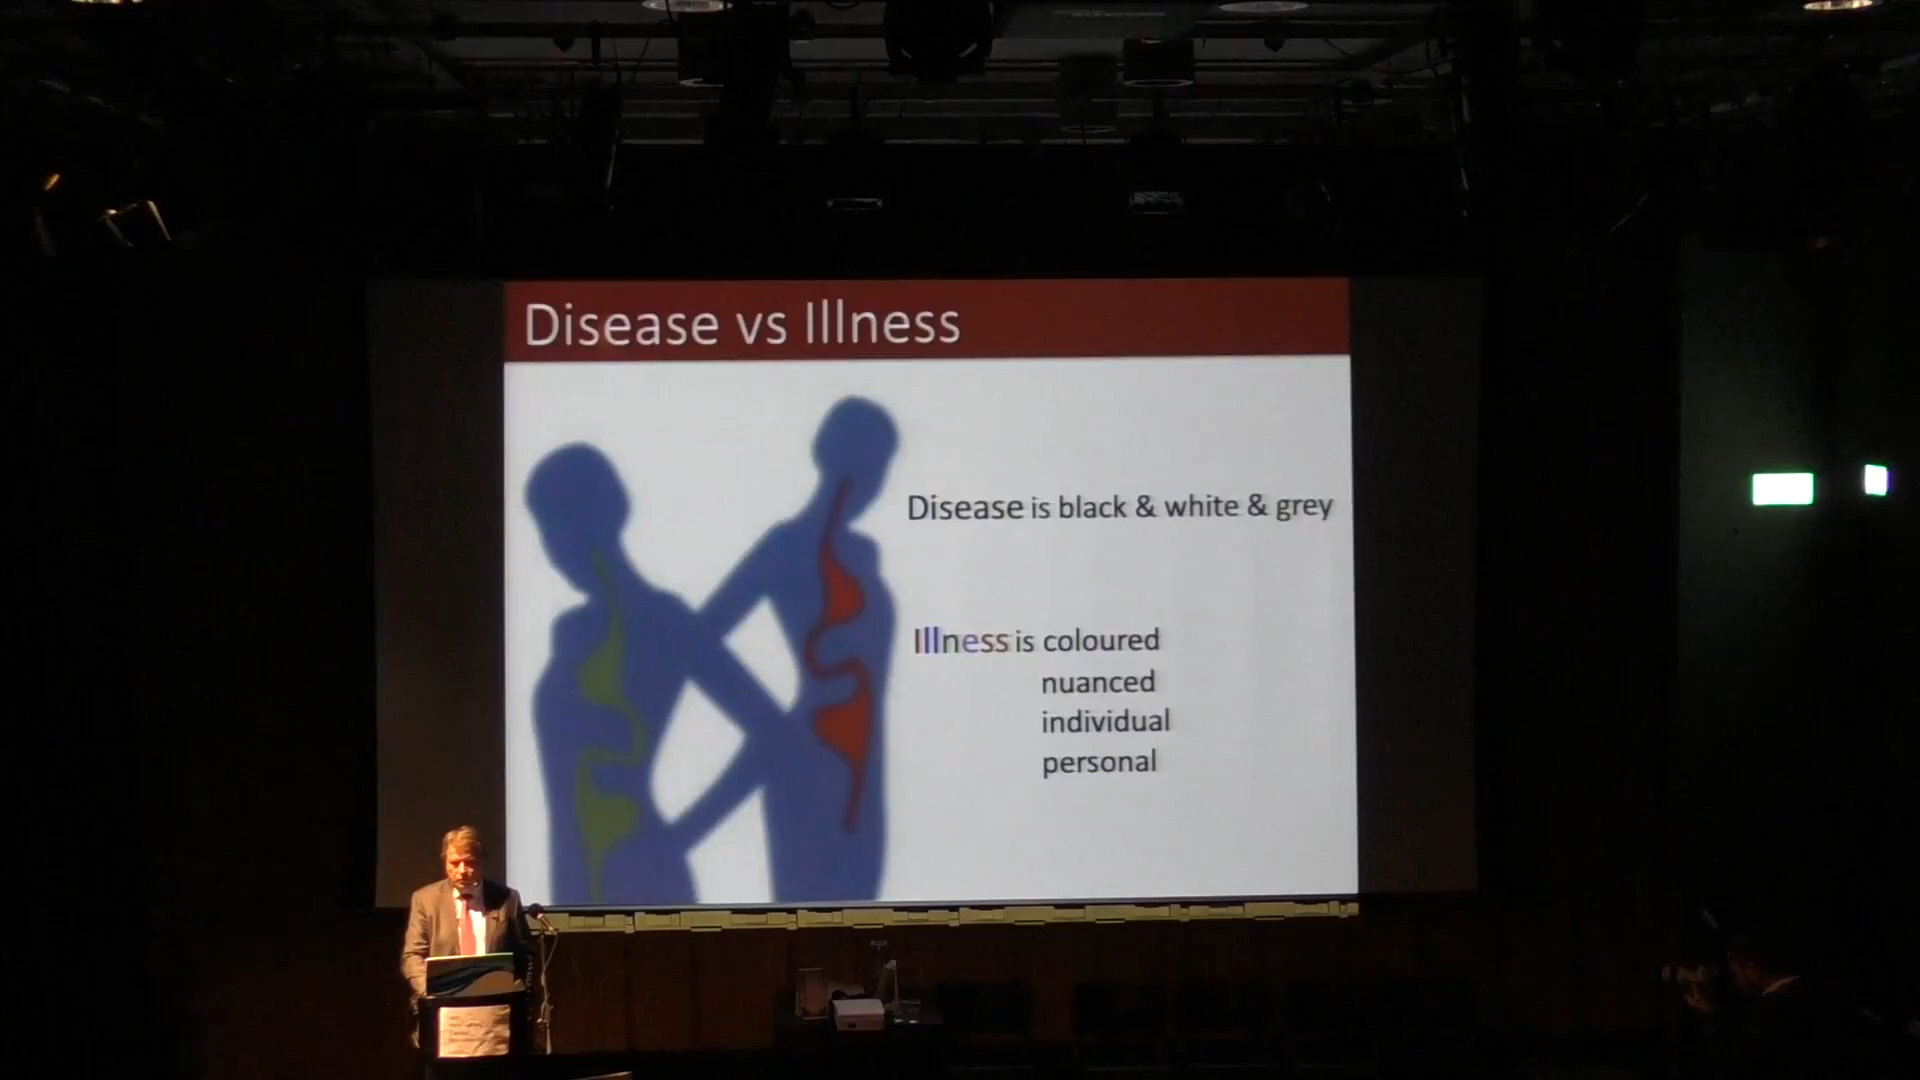 Disease vs Illness
Disease is black & white & grey
Illness is coloured
nuanced
individual
personal